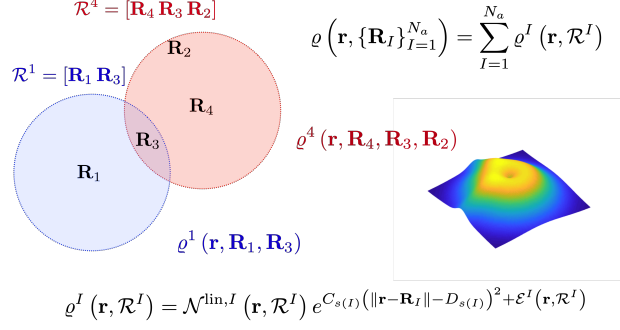 ℛ⁴ = [R₄ R₃ R₂]
R₂
ϱ(r, {R_I}_{I=1}^{N_a}) = ∑_{I=1}^{N_a} ϱ^I(r, ℛ^I)
ℛ¹ = [R₁ R₃]
R₄
R₃
ϱ⁴(r, R₄, R₃, R₂)
R₁
ϱ¹(r, R₁, R₃)
ϱ^I(r, ℛ^I) = 𝒩^{lin,I}(r, ℛ^I) e^{C_{s(I)}(‖r−R_I‖−D_{s(I)})²+ℰ^I(r,ℛ^I)}